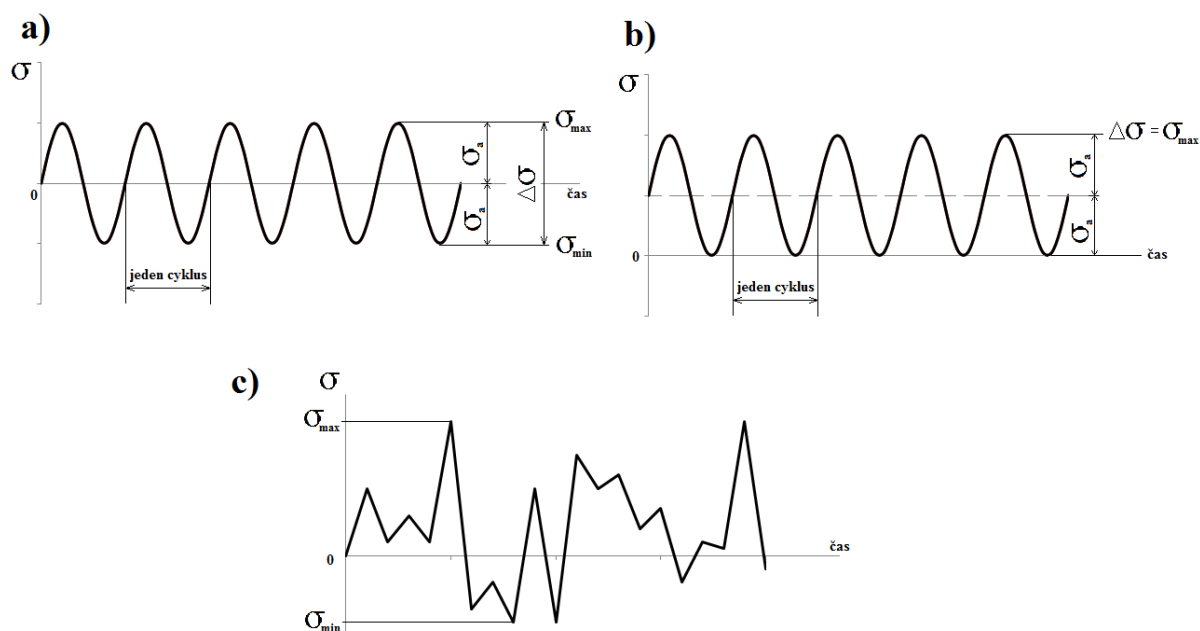 a)
σ
σmax
σa
Δσ
0
čas
σa
σmin
jeden cyklus
b)
σ
Δσ = σmax
σa
σa
0
čas
jeden cyklus
c)
σ
σmax
0
čas
σmin